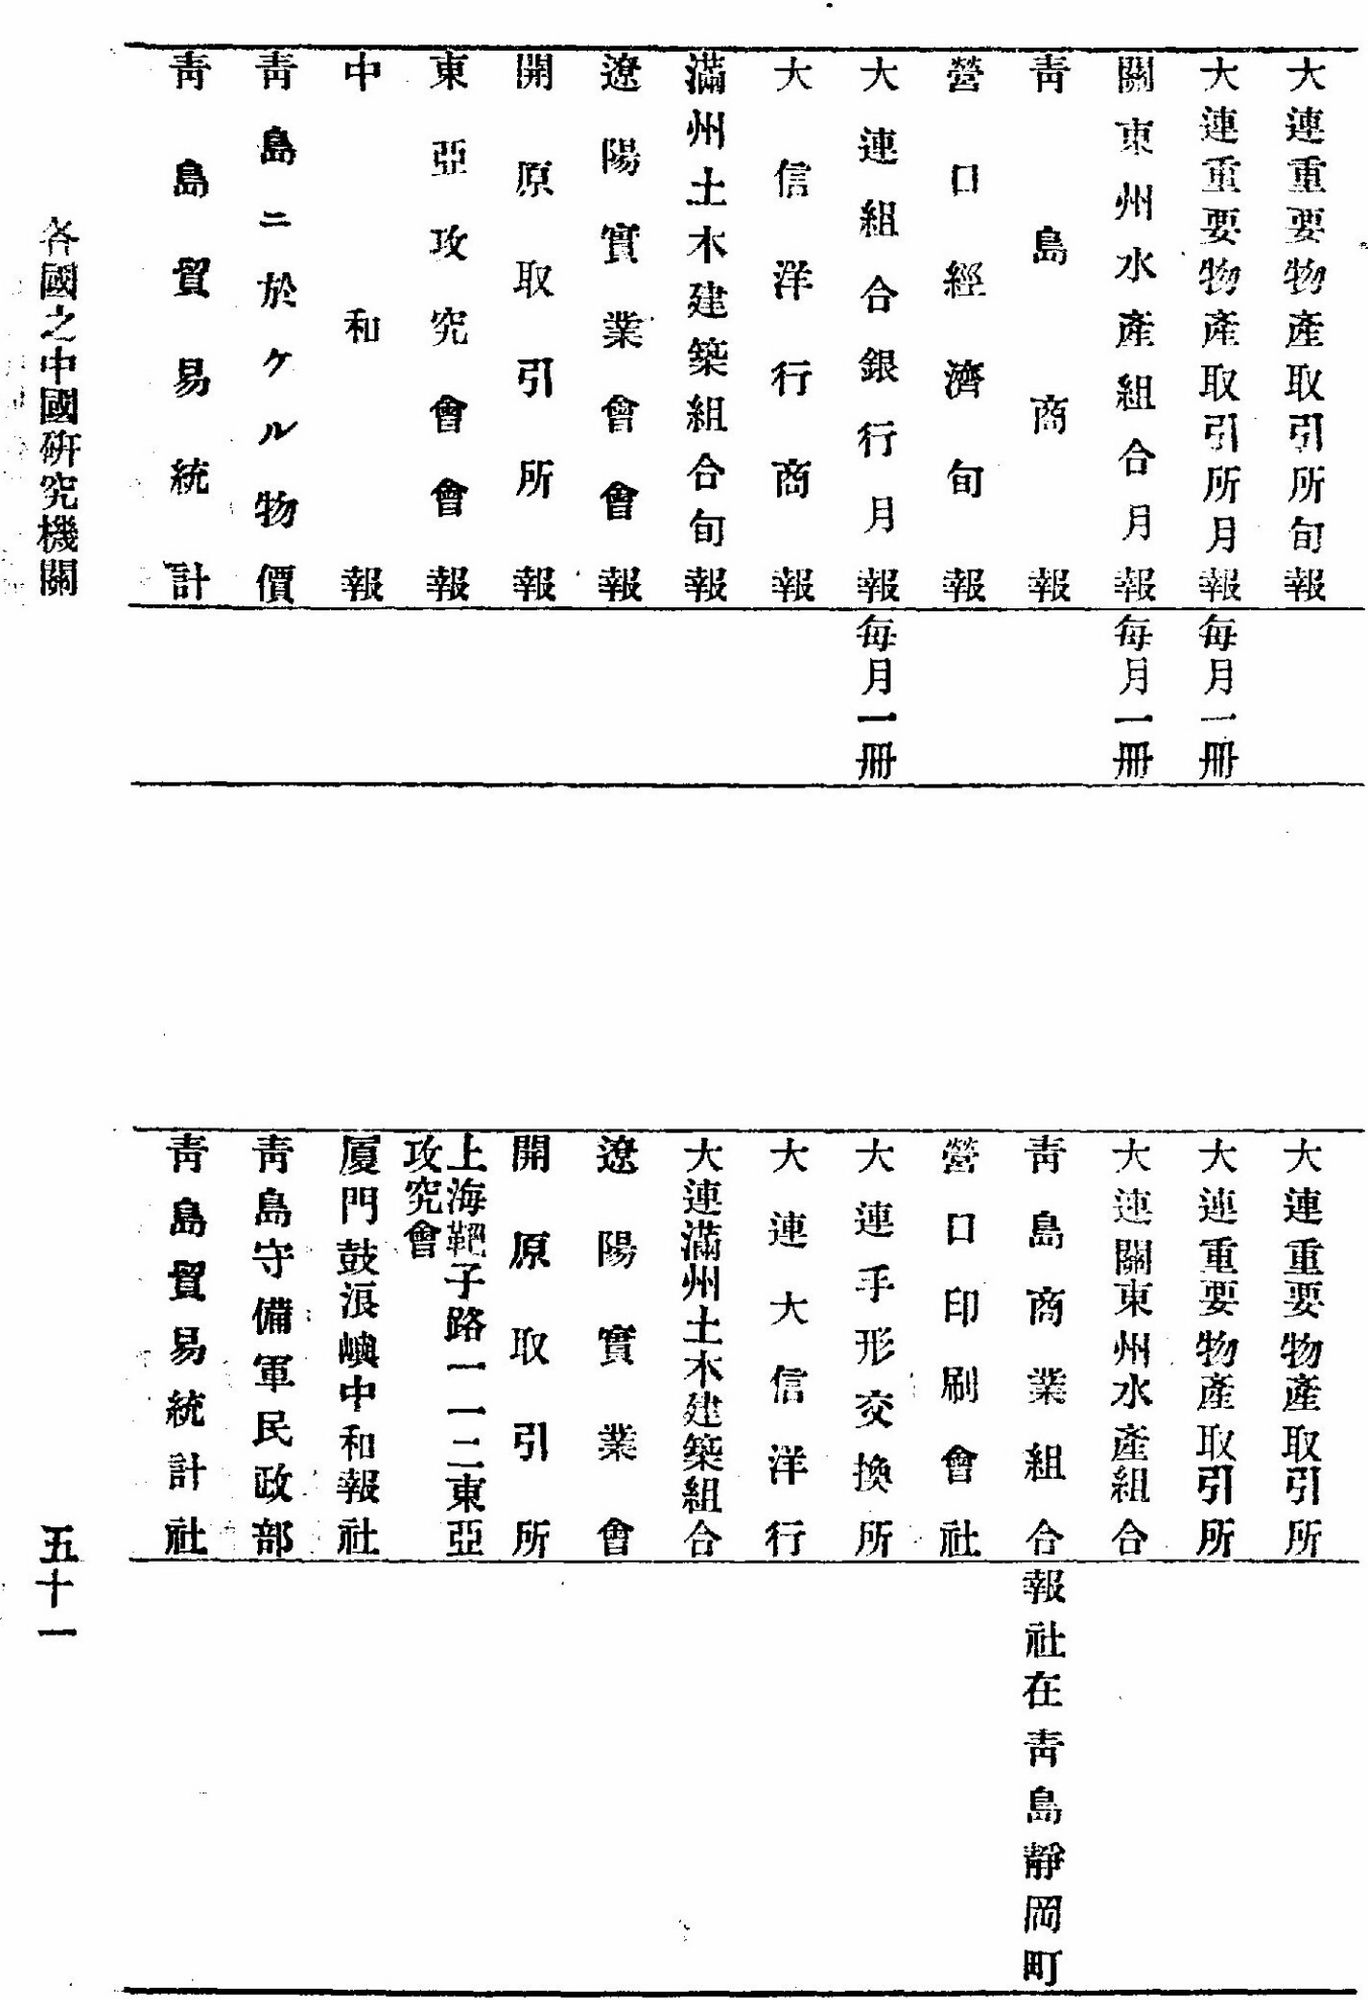 大連重要物產取引所旬報
大連重要物產取引所
大連重要物產取引所月報
每月一冊
大連重要物產取引所
關東州水產組合月報
每月一冊
大連關東州水產組合
青島商報
青島商業組合
報社在青島靜岡町
營口經濟旬報
營口印刷會社
大連組合銀行月報
每月一冊
大連手形交換所
大信洋行商報
大連大信洋行
滿州土木建築組合旬報
大連滿州土木建築組合
遼陽實業會會報
遼陽實業會
開原取引所報
開原取引所
東亞攻究會會報
上海靶子路一一二東亞
攻究會
中和報
厦門鼓浪嶼中和報社
青島ニ於ケル物價
青島守備軍民政部
青島貿易統計
青島貿易統計社
各國之中國硏究機關
五十一